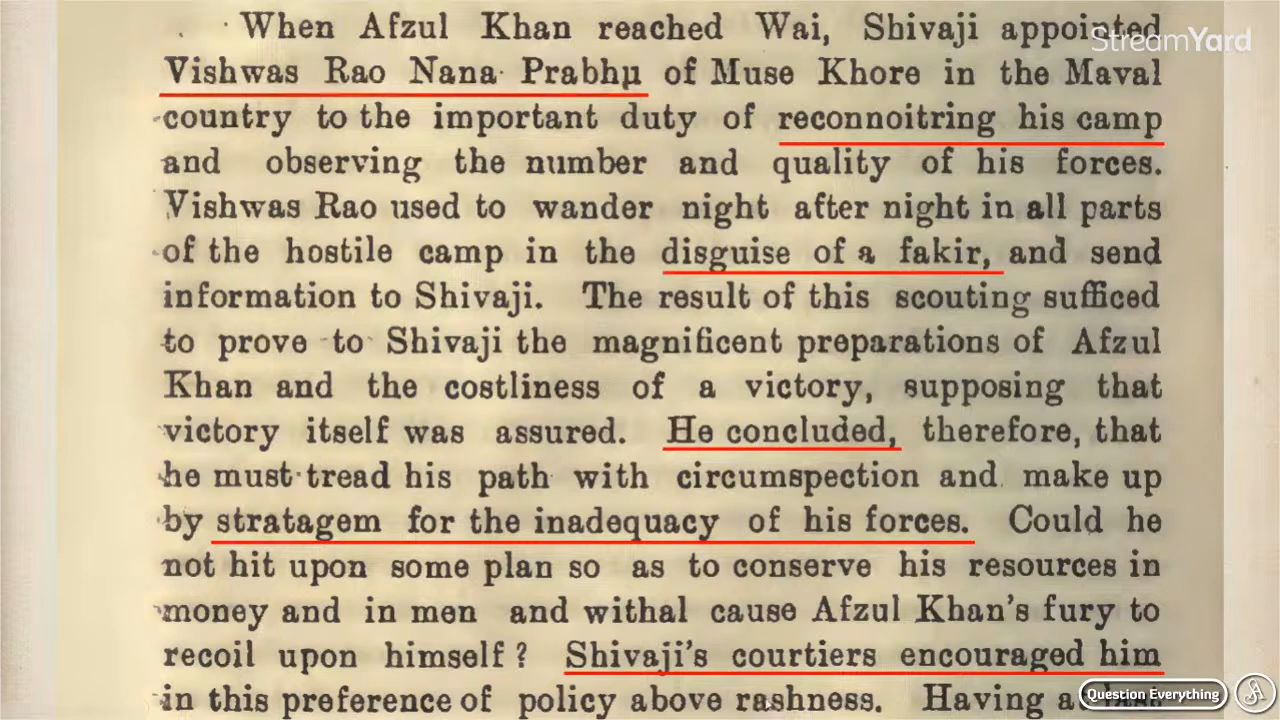 When Afzul Khan reached Wai, Shivaji appointed
StreamYard
Vishwas Rao Nana Prabhu of Muse Khore in the Maval
country to the important duty of reconnoitring his camp
and observing the number and quality of his forces.
Vishwas Rao used to wander night after night in all parts
of the hostile camp in the disguise of a fakir, and send
information to Shivaji. The result of this scouting sufficed
to prove to Shivaji the magnificent preparations of Afzul
Khan and the costliness of a victory, supposing that
victory itself was assured. He concluded, therefore, that
he must tread his path with circumspection and make up
by stratagem for the inadequacy of his forces. Could he
not hit upon some plan so as to conserve his resources in
money and in men and withal cause Afzul Khan's fury to
recoil upon himself? Shivaji's courtiers encouraged him
in this preference of policy above rashness. Having
Question Everything